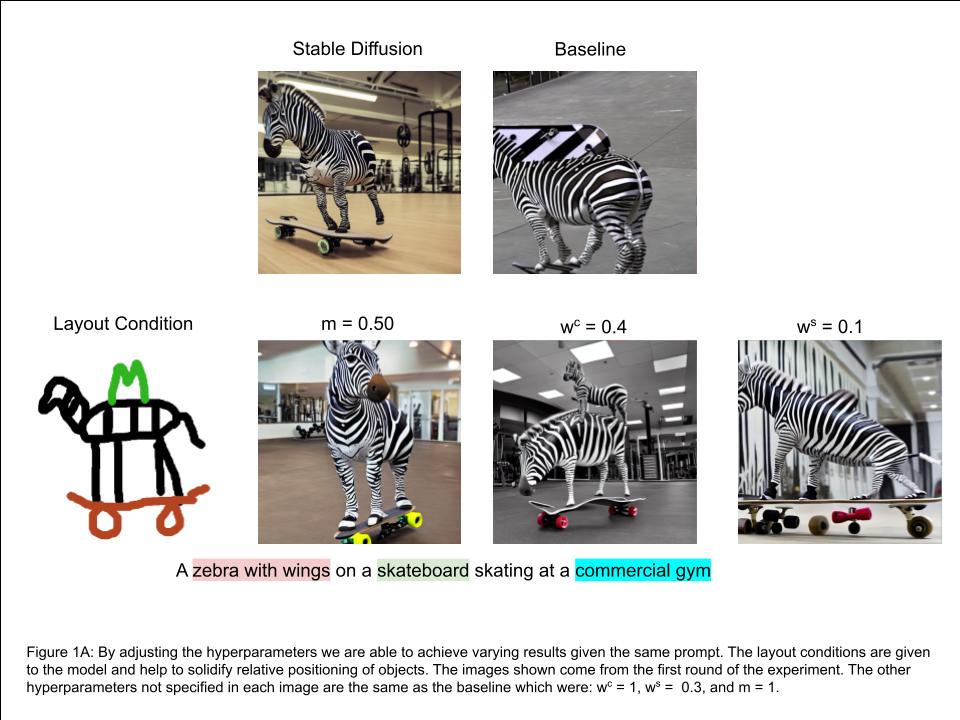 Stable Diffusion
Baseline
Layout Condition
m = 0.50
wᶜ = 0.4
wˢ = 0.1
A zebra with wings on a skateboard skating at a commercial gym
Figure 1A: By adjusting the hyperparameters we are able to achieve varying results given the same prompt. The layout conditions are given
to the model and help to solidify relative positioning of objects. The images shown come from the first round of the experiment. The other
hyperparameters not specified in each image are the same as the baseline which were: wᶜ = 1, wˢ =  0.3, and m = 1.